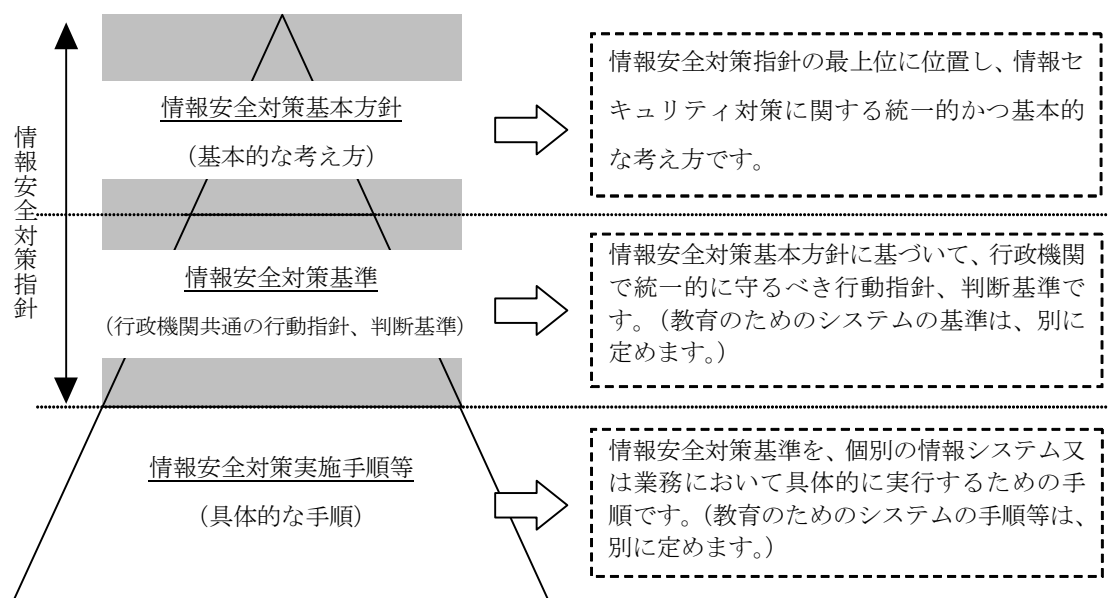 情報安全対策指針
情報安全対策基本方針
（基本的な考え方）
情報安全対策指針の最上位に位置し、情報セ
キュリティ対策に関する統一的かつ基本的
な考え方です。
情報安全対策基準
（行政機関共通の行動指針、判断基準）
情報安全対策基本方針に基づいて、行政機関
で統一的に守るべき行動指針、判断基準で
す。（教育のためのシステムの基準は、別に
定めます。）
情報安全対策実施手順等
（具体的な手順）
情報安全対策基準を、個別の情報システム又
は業務において具体的に実行するための手
順です。（教育のためのシステムの手順等は、
別に定めます。）